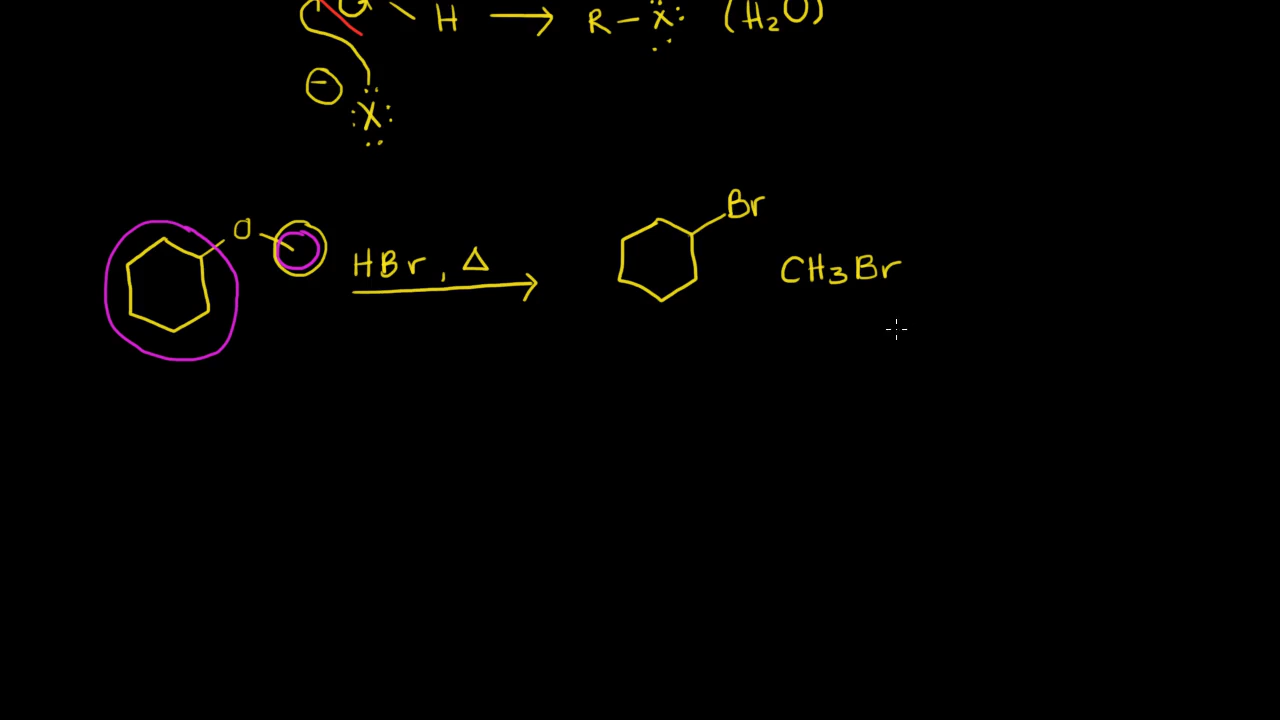 H → R – X (H₂O)
⊖
X
O HBr, Δ Br
CH₃Br